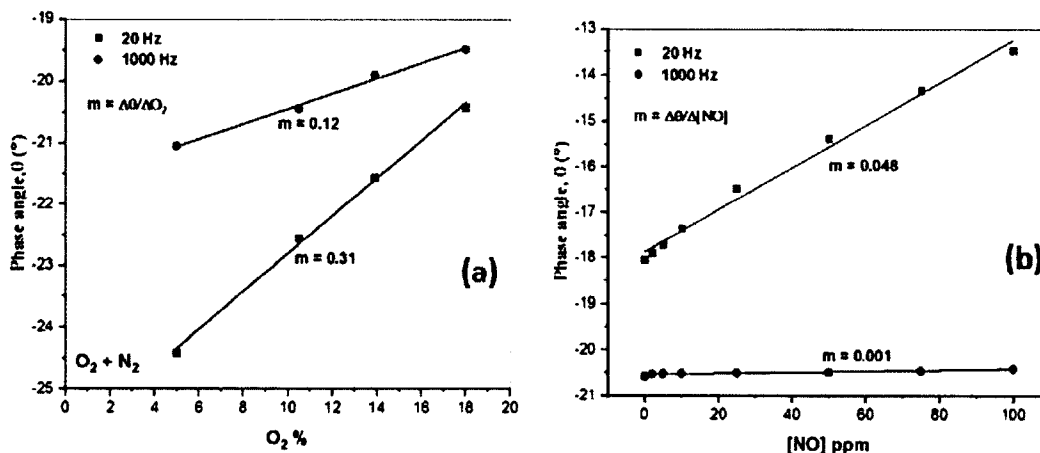 20 Hz
1000 Hz
m = Δθ/ΔO2
m = 0.12
m = 0.31
(a)
O2 + N2
Phase angle,θ (°)
-19
-20
-21
-22
-23
-24
-25
0 2 4 6 8 10 12 14 16 18 20
O2 %
20 Hz
1000 Hz
m = Δθ/Δ[NO]
m = 0.048
(b)
m = 0.001
Phase angle, θ (°)
-13
-14
-15
-16
-17
-18
-19
-20
-21
0 20 40 60 80 100
[NO] ppm